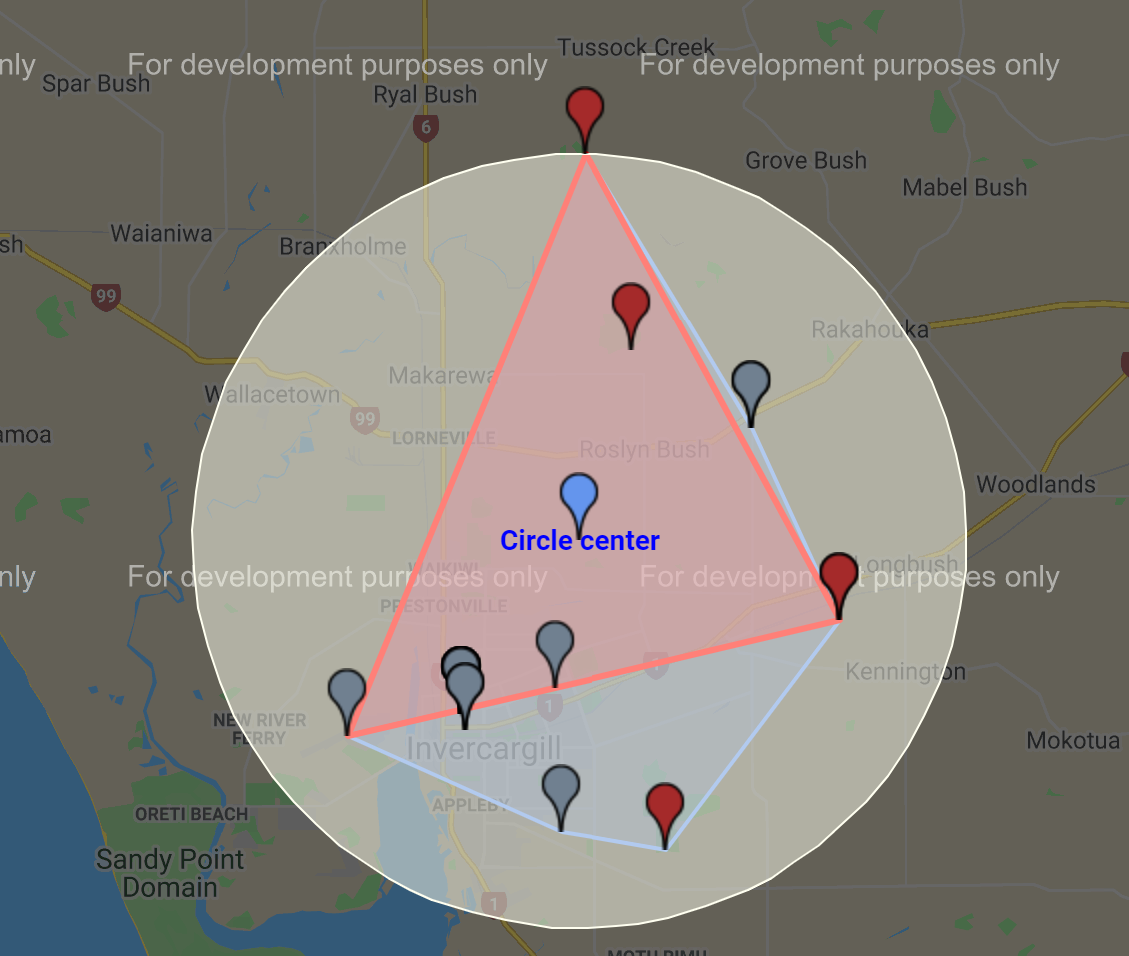 Tussock Creek
nly For development purposes only For development purposes only
Spar Bush
Ryal Bush
6
Grove Bush
Mabel Bush
Waianiwa
sh
Branxholme
99
Rakahouka
Makarewa
Wallacetown
99
amoa
LORNEVILLE
Roslyn Bush
Woodlands
Circle center
Longbush
WAIKIWI
nly For development purposes only For development purposes only
PRESTONVILLE
Kennington
1
NEW RIVER
FERRY
Invercargill
Mokotua
APPLEBY
ORETI BEACH
Sandy Point
Domain
1
MOTU RIMU